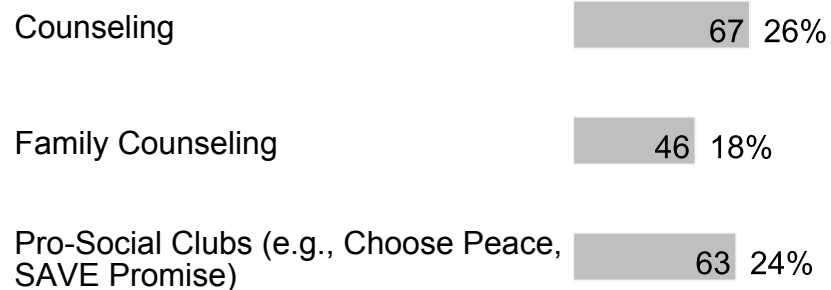 Counseling 67 26%
Family Counseling 46 18%
Pro-Social Clubs (e.g., Choose Peace,
SAVE Promise) 63 24%